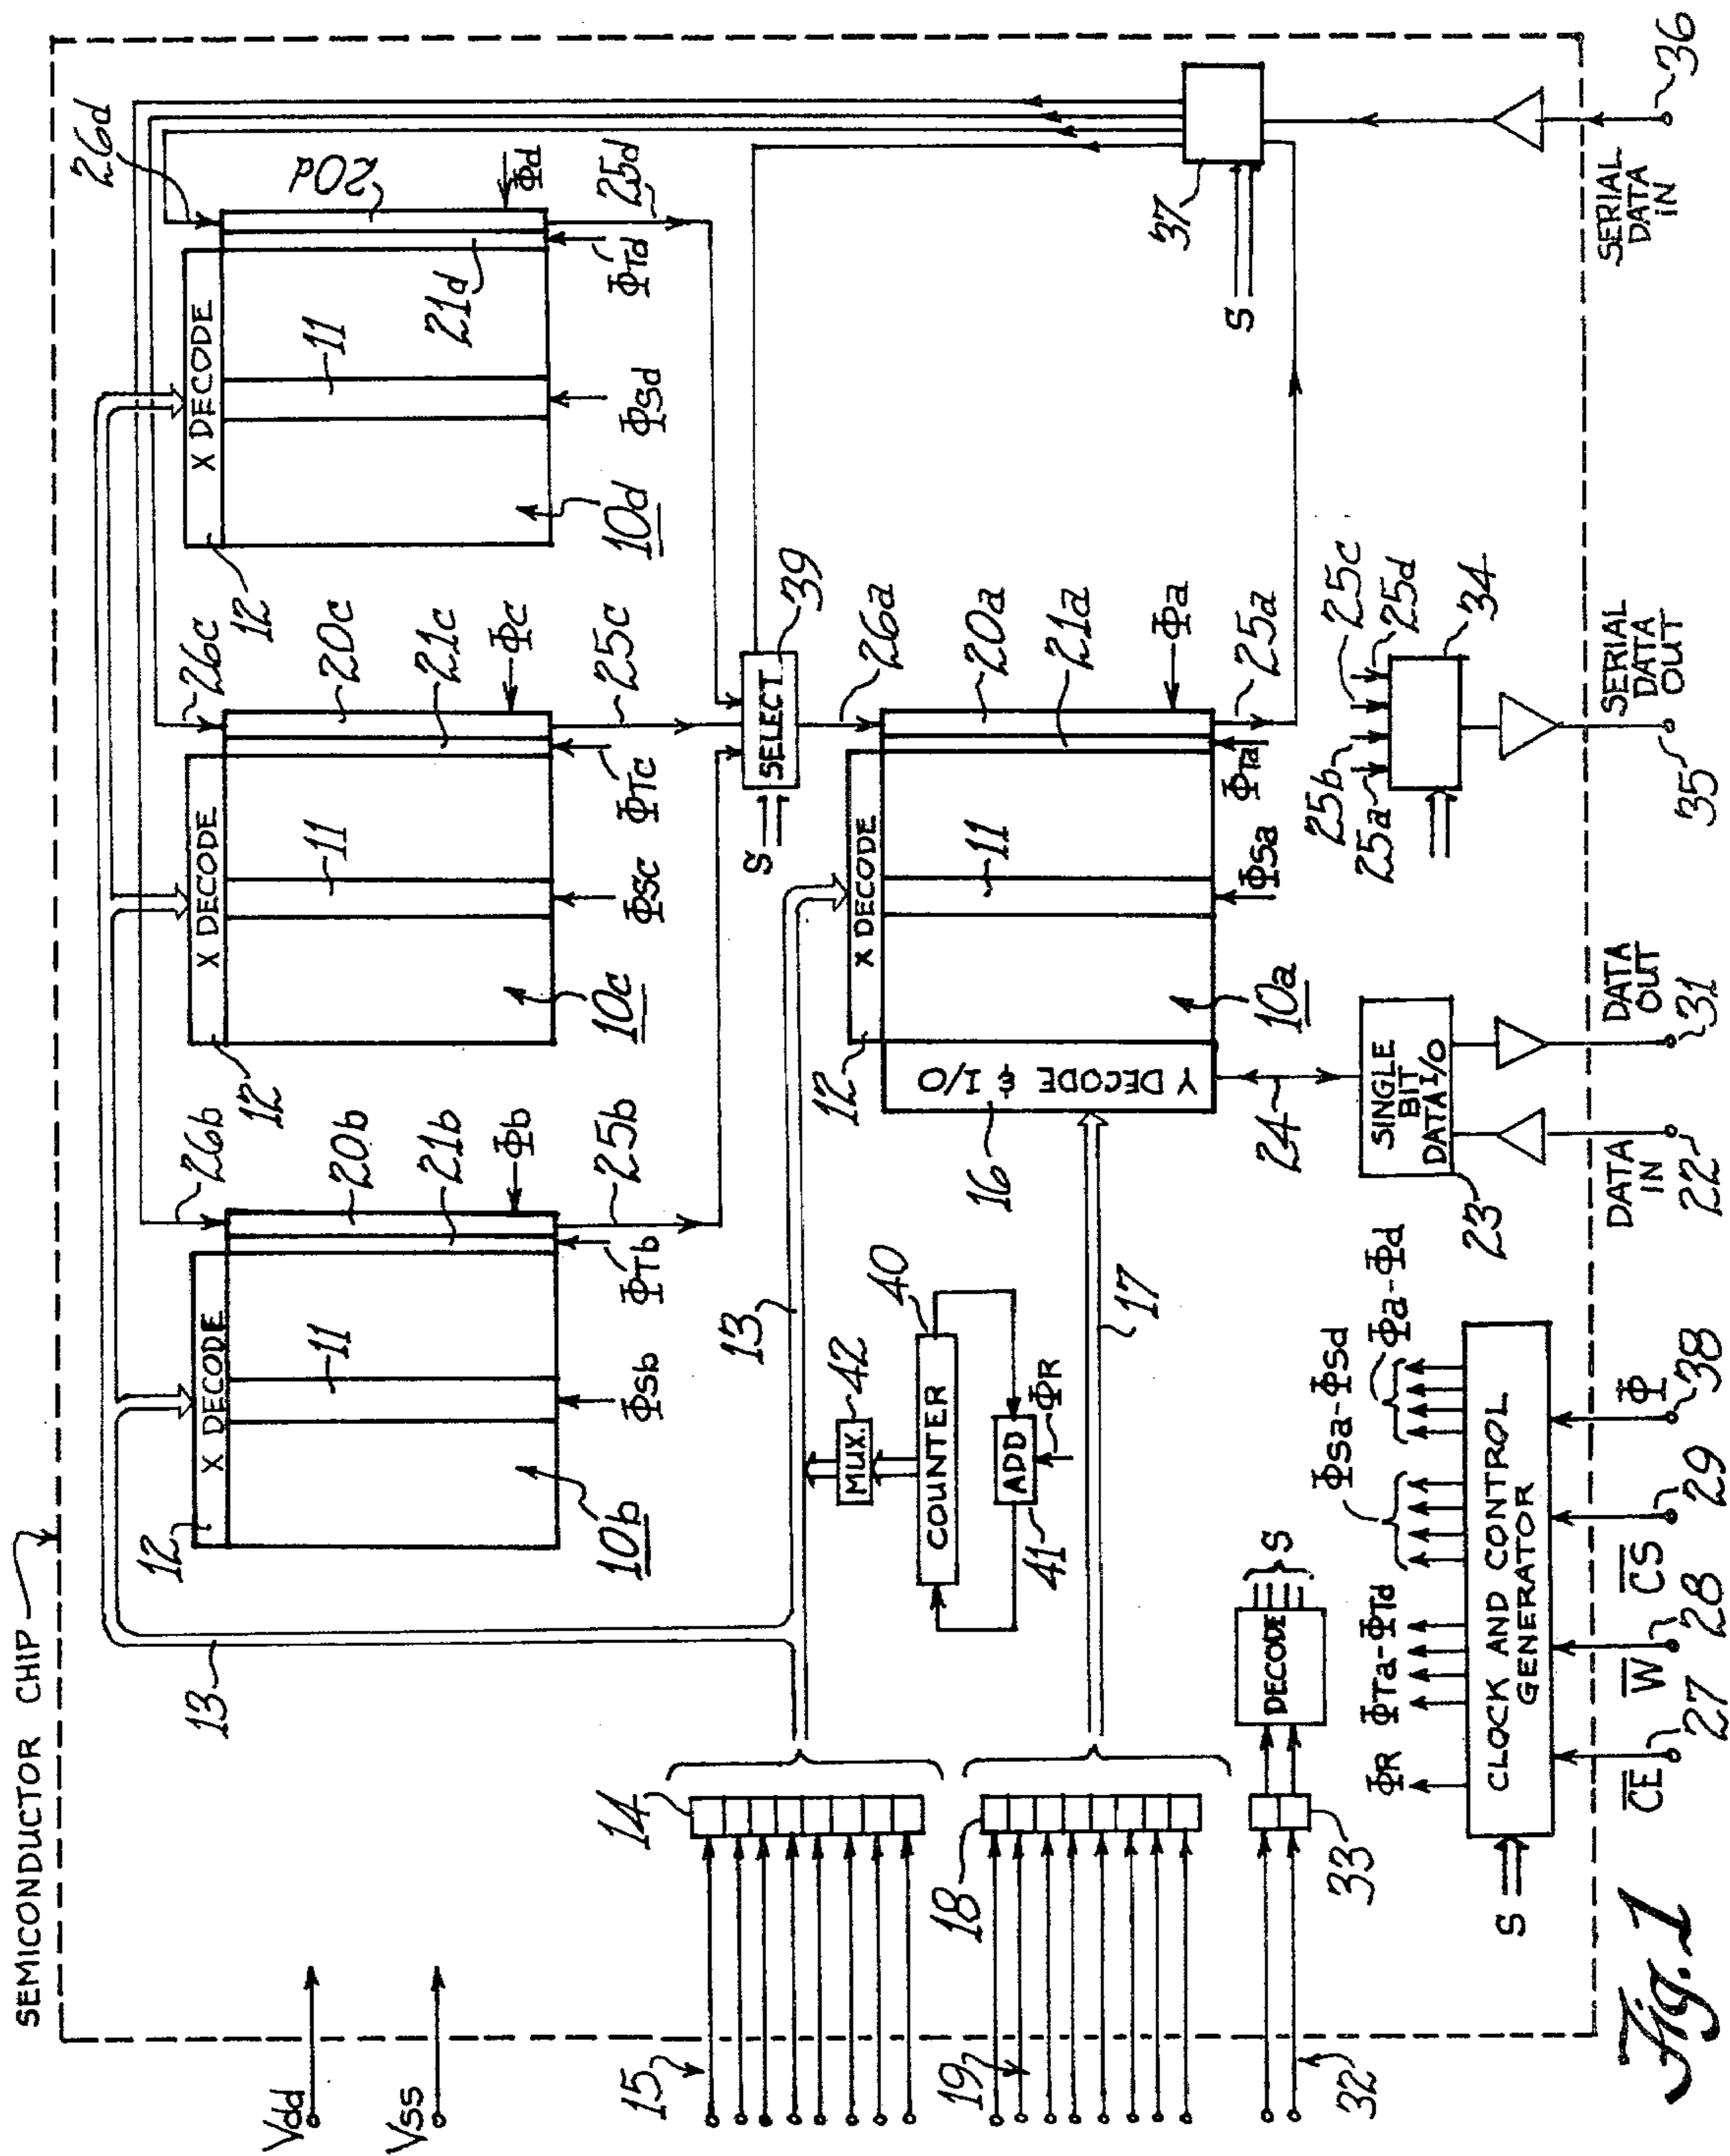 SEMICONDUCTOR CHIP
Vdd
Vss
13
12
X DECODE
11
10b
ΦSb
ΦTb
Φb
20b
21b
25b
26b
12
X DECODE
11
10c
ΦSc
ΦTc
Φc
20c
21c
25c
26c
12
X DECODE
11
10d
ΦSd
ΦTd
Φd
20d
21d
25d
26d
S
SELECT
39
13
14
15
MUX.
42
COUNTER
40
ADD
41
ΦR
12
X DECODE
11
10a
Y DECODE & I/O
16
17
ΦSa
ΦTa
Φa
20a
21a
25a
26a
18
19
37
S
24
SINGLE
BIT
DATA I/O
23
DATA
IN
22
DATA
OUT
31
25a
25b
25c
25d
34
SERIAL
DATA
OUT
35
SERIAL
DATA
IN
36
32
33
DECODE
S
ΦR
ΦTa-ΦTd
ΦSa-ΦSd
Φa-Φd
S
CLOCK AND CONTROL
GENERATOR
C̅E̅
27
W̅
28
C̅S̅
29
Φ
38
Fig. 1